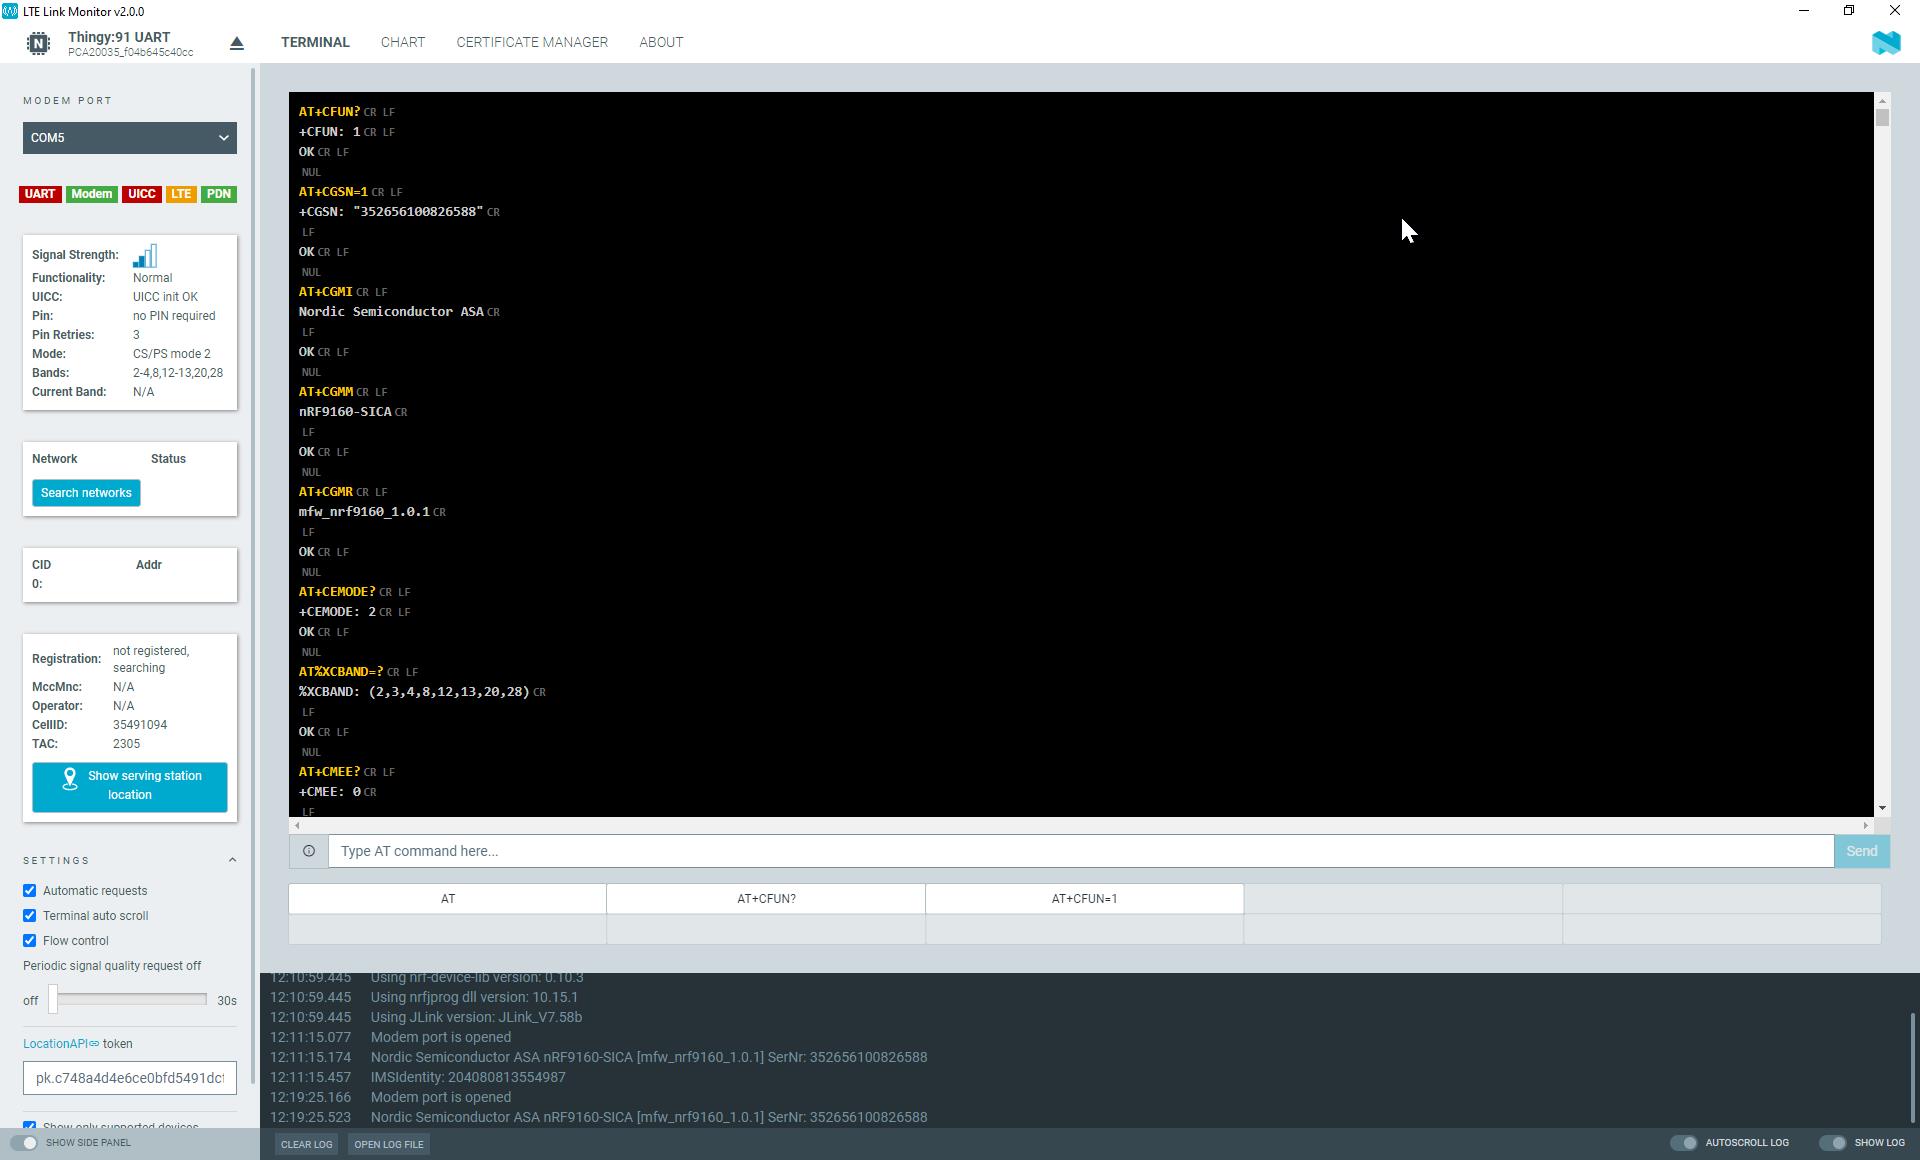 LTE Link Monitor v2.0.0
Thingy:91 UART
PCA20035_f04b645c40cc
TERMINAL CHART CERTIFICATE MANAGER ABOUT
MODEM PORT
COM5
UART Modem UICC LTE PDN
Signal Strength:
Functionality: Normal
UICC: UICC init OK
Pin: no PIN required
Pin Retries: 3
Mode: CS/PS mode 2
Bands: 2-4,8,12-13,20,28
Current Band: N/A
Network Status
Search networks
CID Addr
0:
Registration: not registered, searching
MccMnc: N/A
Operator: N/A
CellID: 35491094
TAC: 2305
Show serving station
location
SETTINGS
Automatic requests
Terminal auto scroll
Flow control
Periodic signal quality request off
off 30s
LocationAPI token
pk.c748a4d4e6ce0bfd5491dc
Show only supported devices
SHOW SIDE PANEL
AT+CFUN? CR LF
+CFUN: 1 CR LF
OK CR LF
NUL
AT+CGSN=1 CR LF
+CGSN: "352656100826588" CR
LF
OK CR LF
NUL
AT+CGMI CR LF
Nordic Semiconductor ASA CR
LF
OK CR LF
NUL
AT+CGMM CR LF
nRF9160-SICA CR
LF
OK CR LF
NUL
AT+CGMR CR LF
mfw_nrf9160_1.0.1 CR
LF
OK CR LF
NUL
AT+CEMODE? CR LF
+CEMODE: 2 CR LF
OK CR LF
NUL
AT%XCBAND=? CR LF
%XCBAND: (2,3,4,8,12,13,20,28) CR
LF
OK CR LF
NUL
AT+CMEE? CR LF
+CMEE: 0 CR
LF
Type AT command here...
Send
AT AT+CFUN? AT+CFUN=1
12:10:59.445 Using nrf-device-lib version: 0.10.3
12:10:59.445 Using nrfjprog dll version: 10.15.1
12:10:59.445 Using JLink version: JLink_V7.58b
12:11:15.077 Modem port is opened
12:11:15.174 Nordic Semiconductor ASA nRF9160-SICA [mfw_nrf9160_1.0.1] SerNr: 352656100826588
12:11:15.457 IMSIdentity: 204080813554987
12:19:25.166 Modem port is opened
12:19:25.523 Nordic Semiconductor ASA nRF9160-SICA [mfw_nrf9160_1.0.1] SerNr: 352656100826588
CLEAR LOG OPEN LOG FILE AUTOSCROLL LOG SHOW LOG